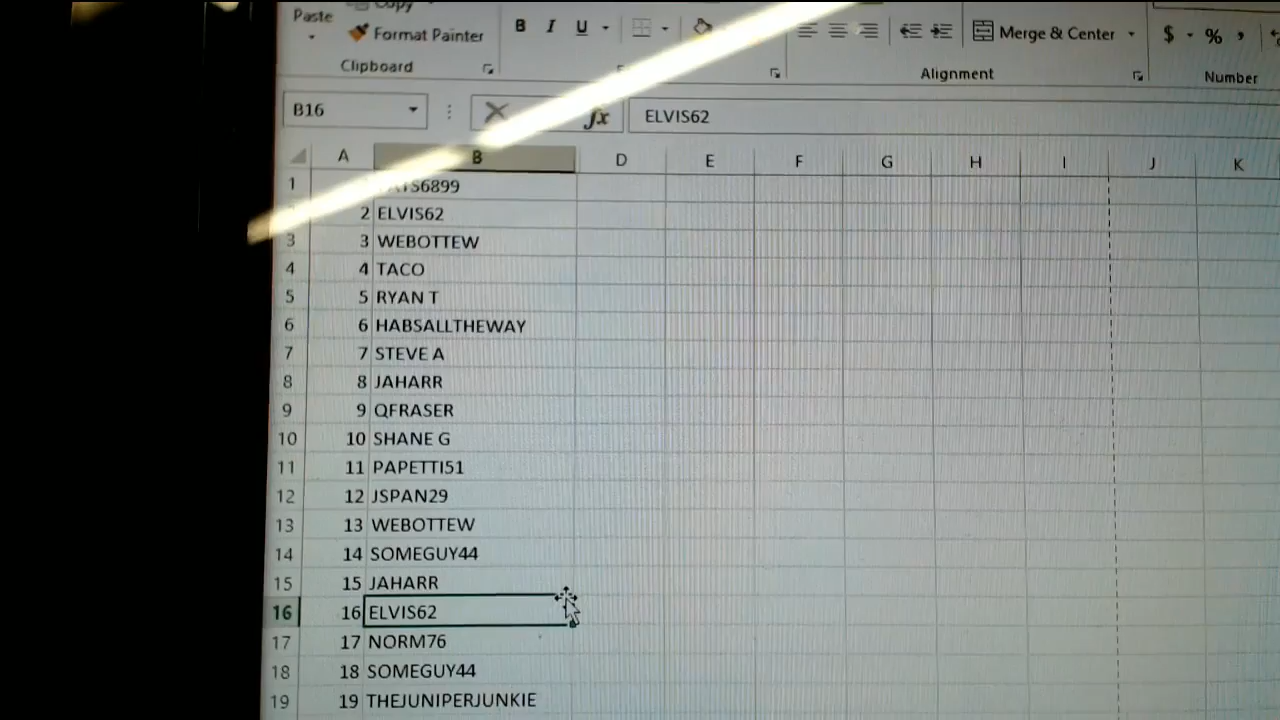 Paste
Copy
Format Painter
Clipboard
B I U
Merge & Center
Alignment
$ % ,
Number
B16
fx
ELVIS62
A B D E F G H I J K
1
2 ELVIS62
3 3 WEBOTTEW
4 4 TACO
5 5 RYAN T
6 6 HABSALLTHEWAY
7 7 STEVE A
8 8 JAHARR
9 9 QFRASER
10 10 SHANE G
11 11 PAPETTI51
12 12 JSPAN29
13 13 WEBOTTEW
14 14 SOMEGUY44
15 15 JAHARR
16 16 ELVIS62
17 17 NORM76
18 18 SOMEGUY44
19 19 THEJUNIPERJUNKIE